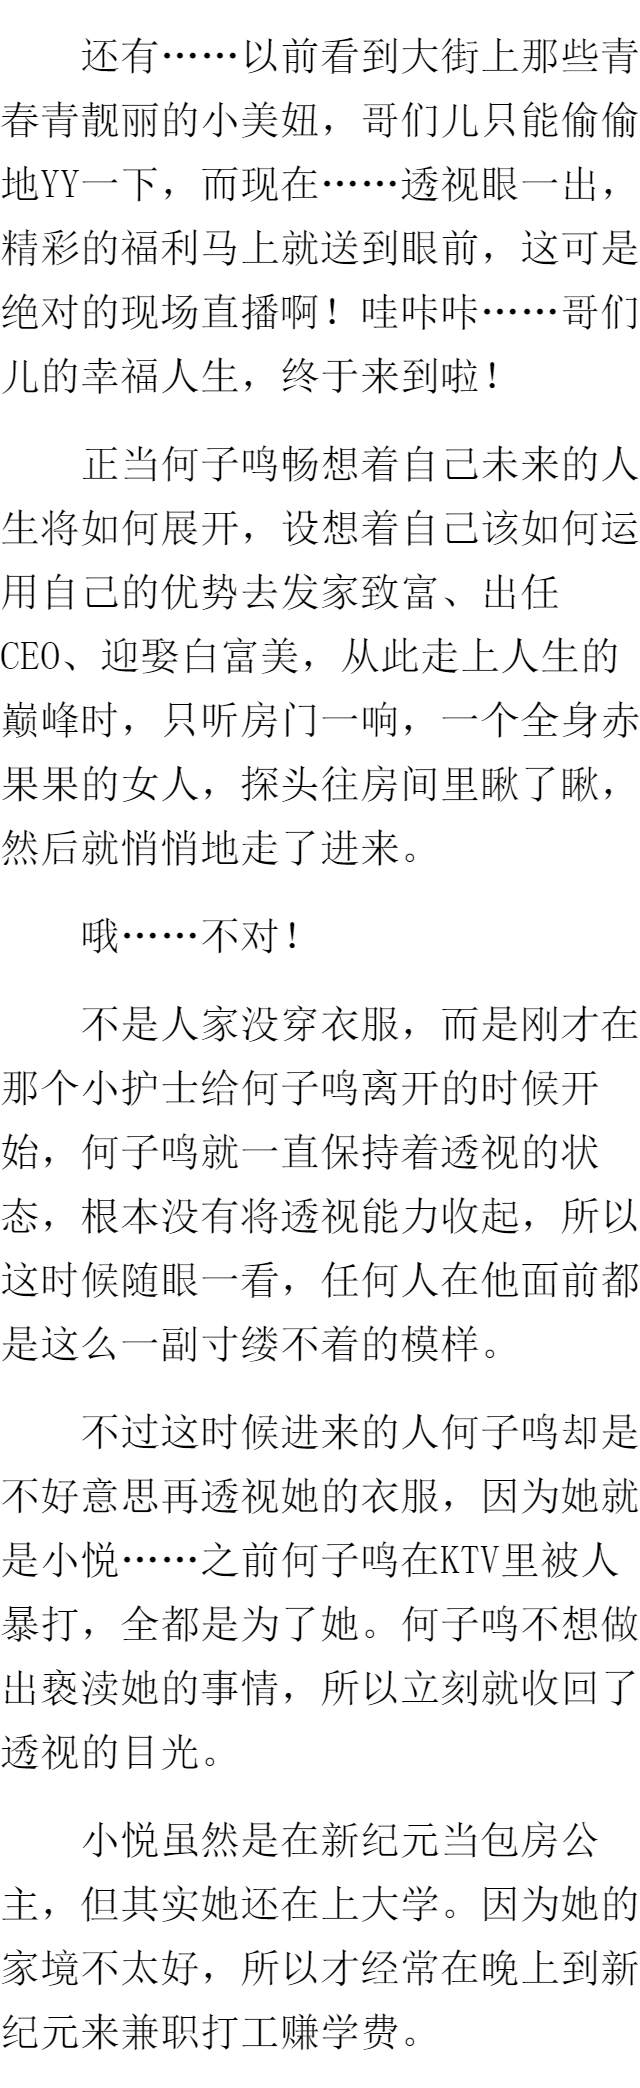 还有……以前看到大街上那些青
春青靓丽的小美妞，哥们儿只能偷偷
地YY一下，而现在……透视眼一出，
精彩的福利马上就送到眼前，这可是
绝对的现场直播啊！哇咔咔……哥们
儿的幸福人生，终于来到啦！
正当何子鸣畅想着自己未来的人
生将如何展开，设想着自己该如何运
用自己的优势去发家致富、出任
CEO、迎娶白富美，从此走上人生的
巅峰时，只听房门一响，一个全身赤
果果的女人，探头往房间里瞅了瞅，
然后就悄悄地走了进来。
哦……不对！
不是人家没穿衣服，而是刚才在
那个小护士给何子鸣离开的时候开
始，何子鸣就一直保持着透视的状
态，根本没有将透视能力收起，所以
这时候随眼一看，任何人在他面前都
是这么一副寸缕不着的模样。
不过这时候进来的人何子鸣却是
不好意思再透视她的衣服，因为她就
是小悦……之前何子鸣在KTV里被人
暴打，全都是为了她。何子鸣不想做
出亵渎她的事情，所以立刻就收回了
透视的目光。
小悦虽然是在新纪元当包房公
主，但其实她还在上大学。因为她的
家境不太好，所以才经常在晚上到新
纪元来兼职打工赚学费。